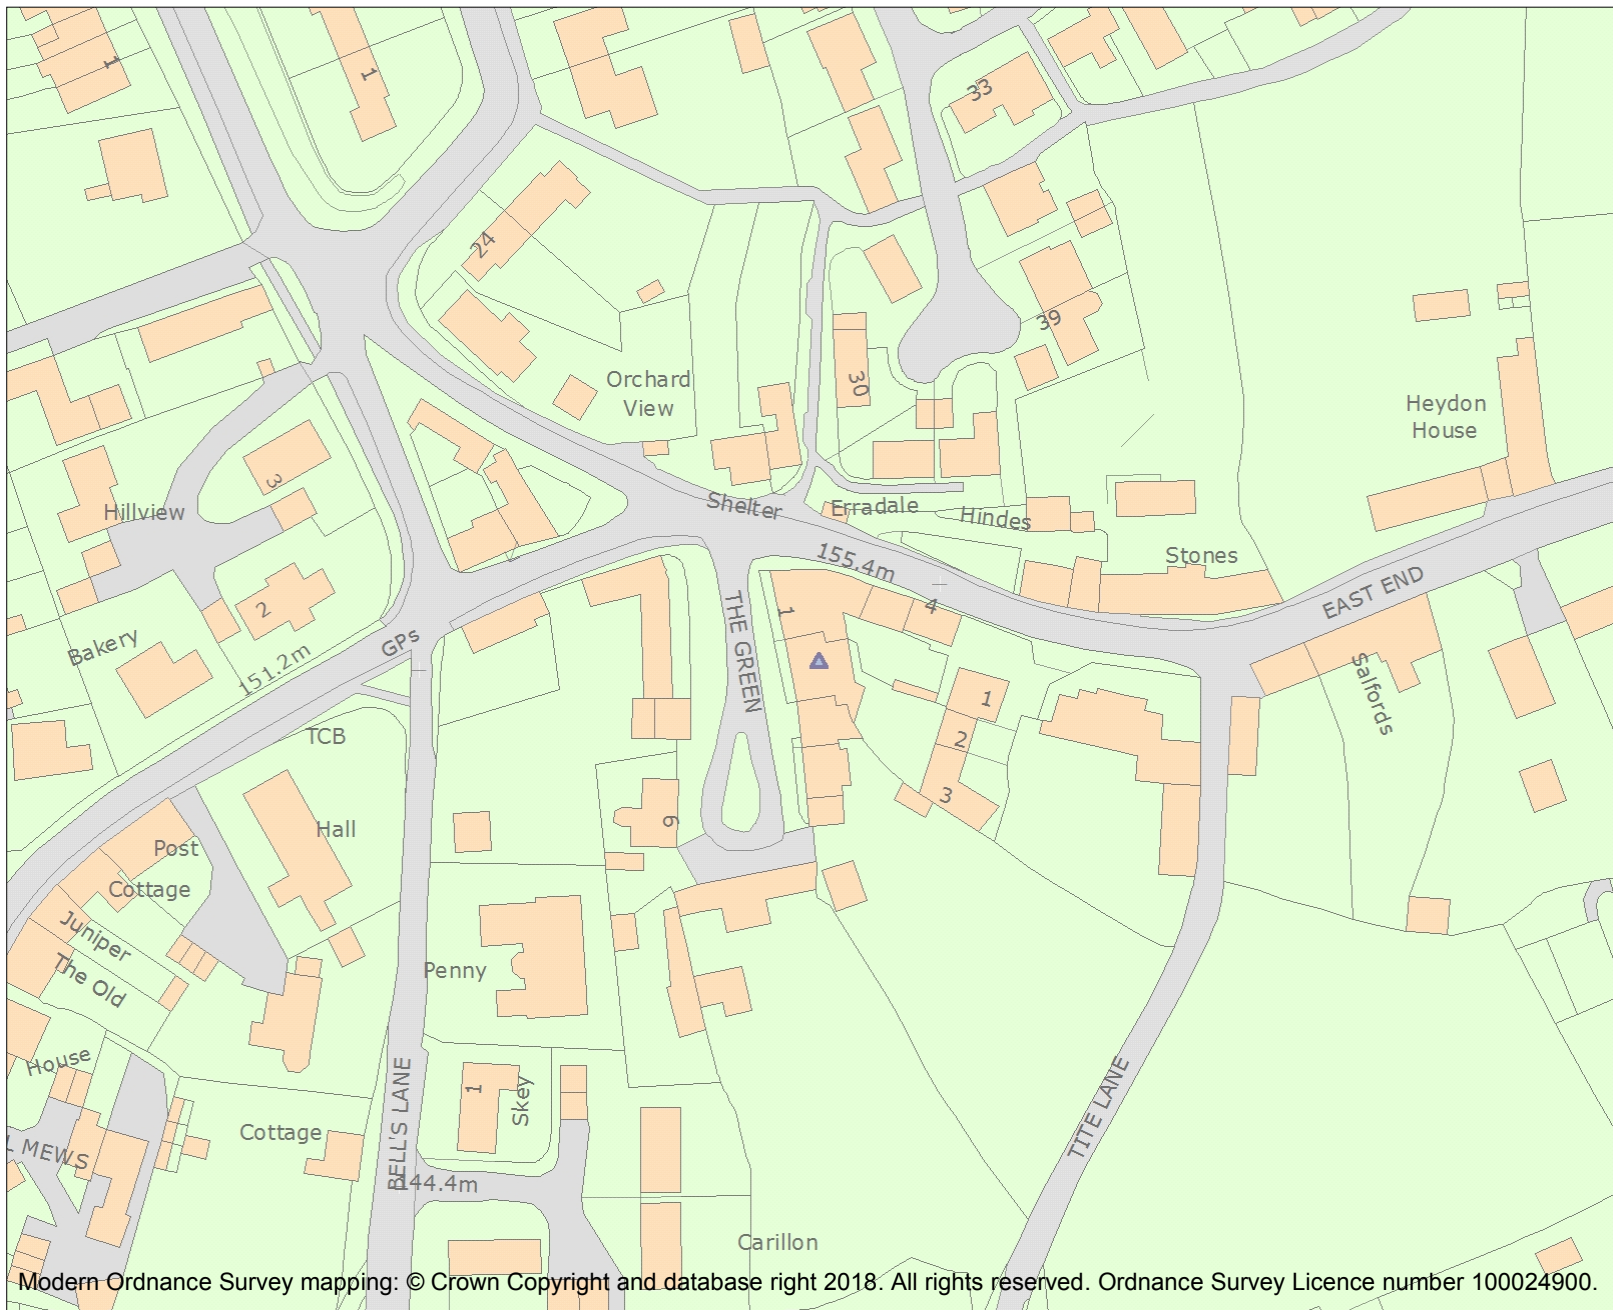 1
1
33
24
39
30
Orchard
View
Heydon
House
3
Hillview
Shelter
Erradale
Hindes
155.4m
Stones
EAST END
2
Bakery
GPs
151.2m
THE GREEN
1
4
1
2
3
Salfords
TCB
Hall
6
Post
Cottage
Juniper
The Old
Penny
House
1
Skey
Cottage
BELL'S LANE
TITE LANE
L MEWS
144.4m
Carillon
Modern Ordnance Survey mapping: © Crown Copyright and database right 2018. All rights reserved. Ordnance Survey Licence number 100024900.